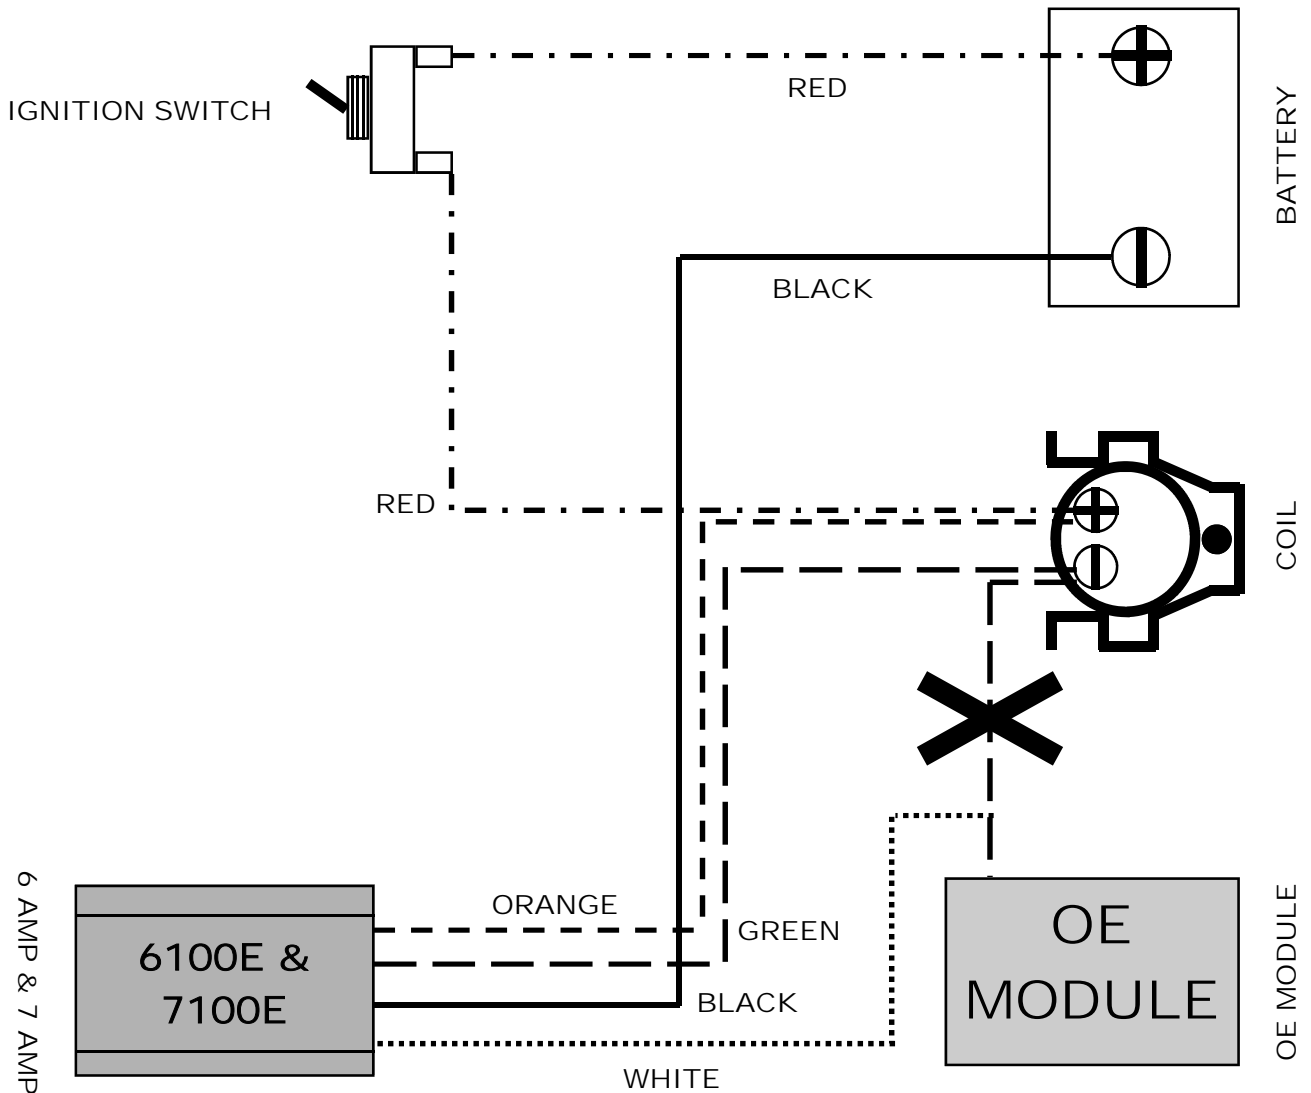 RED
IGNITION SWITCH
BATTERY
BLACK
RED
COIL
ORANGE
GREEN
6 AMP & 7 AMP
6100E &
7100E
BLACK
WHITE
OE
MODULE
OE MODULE